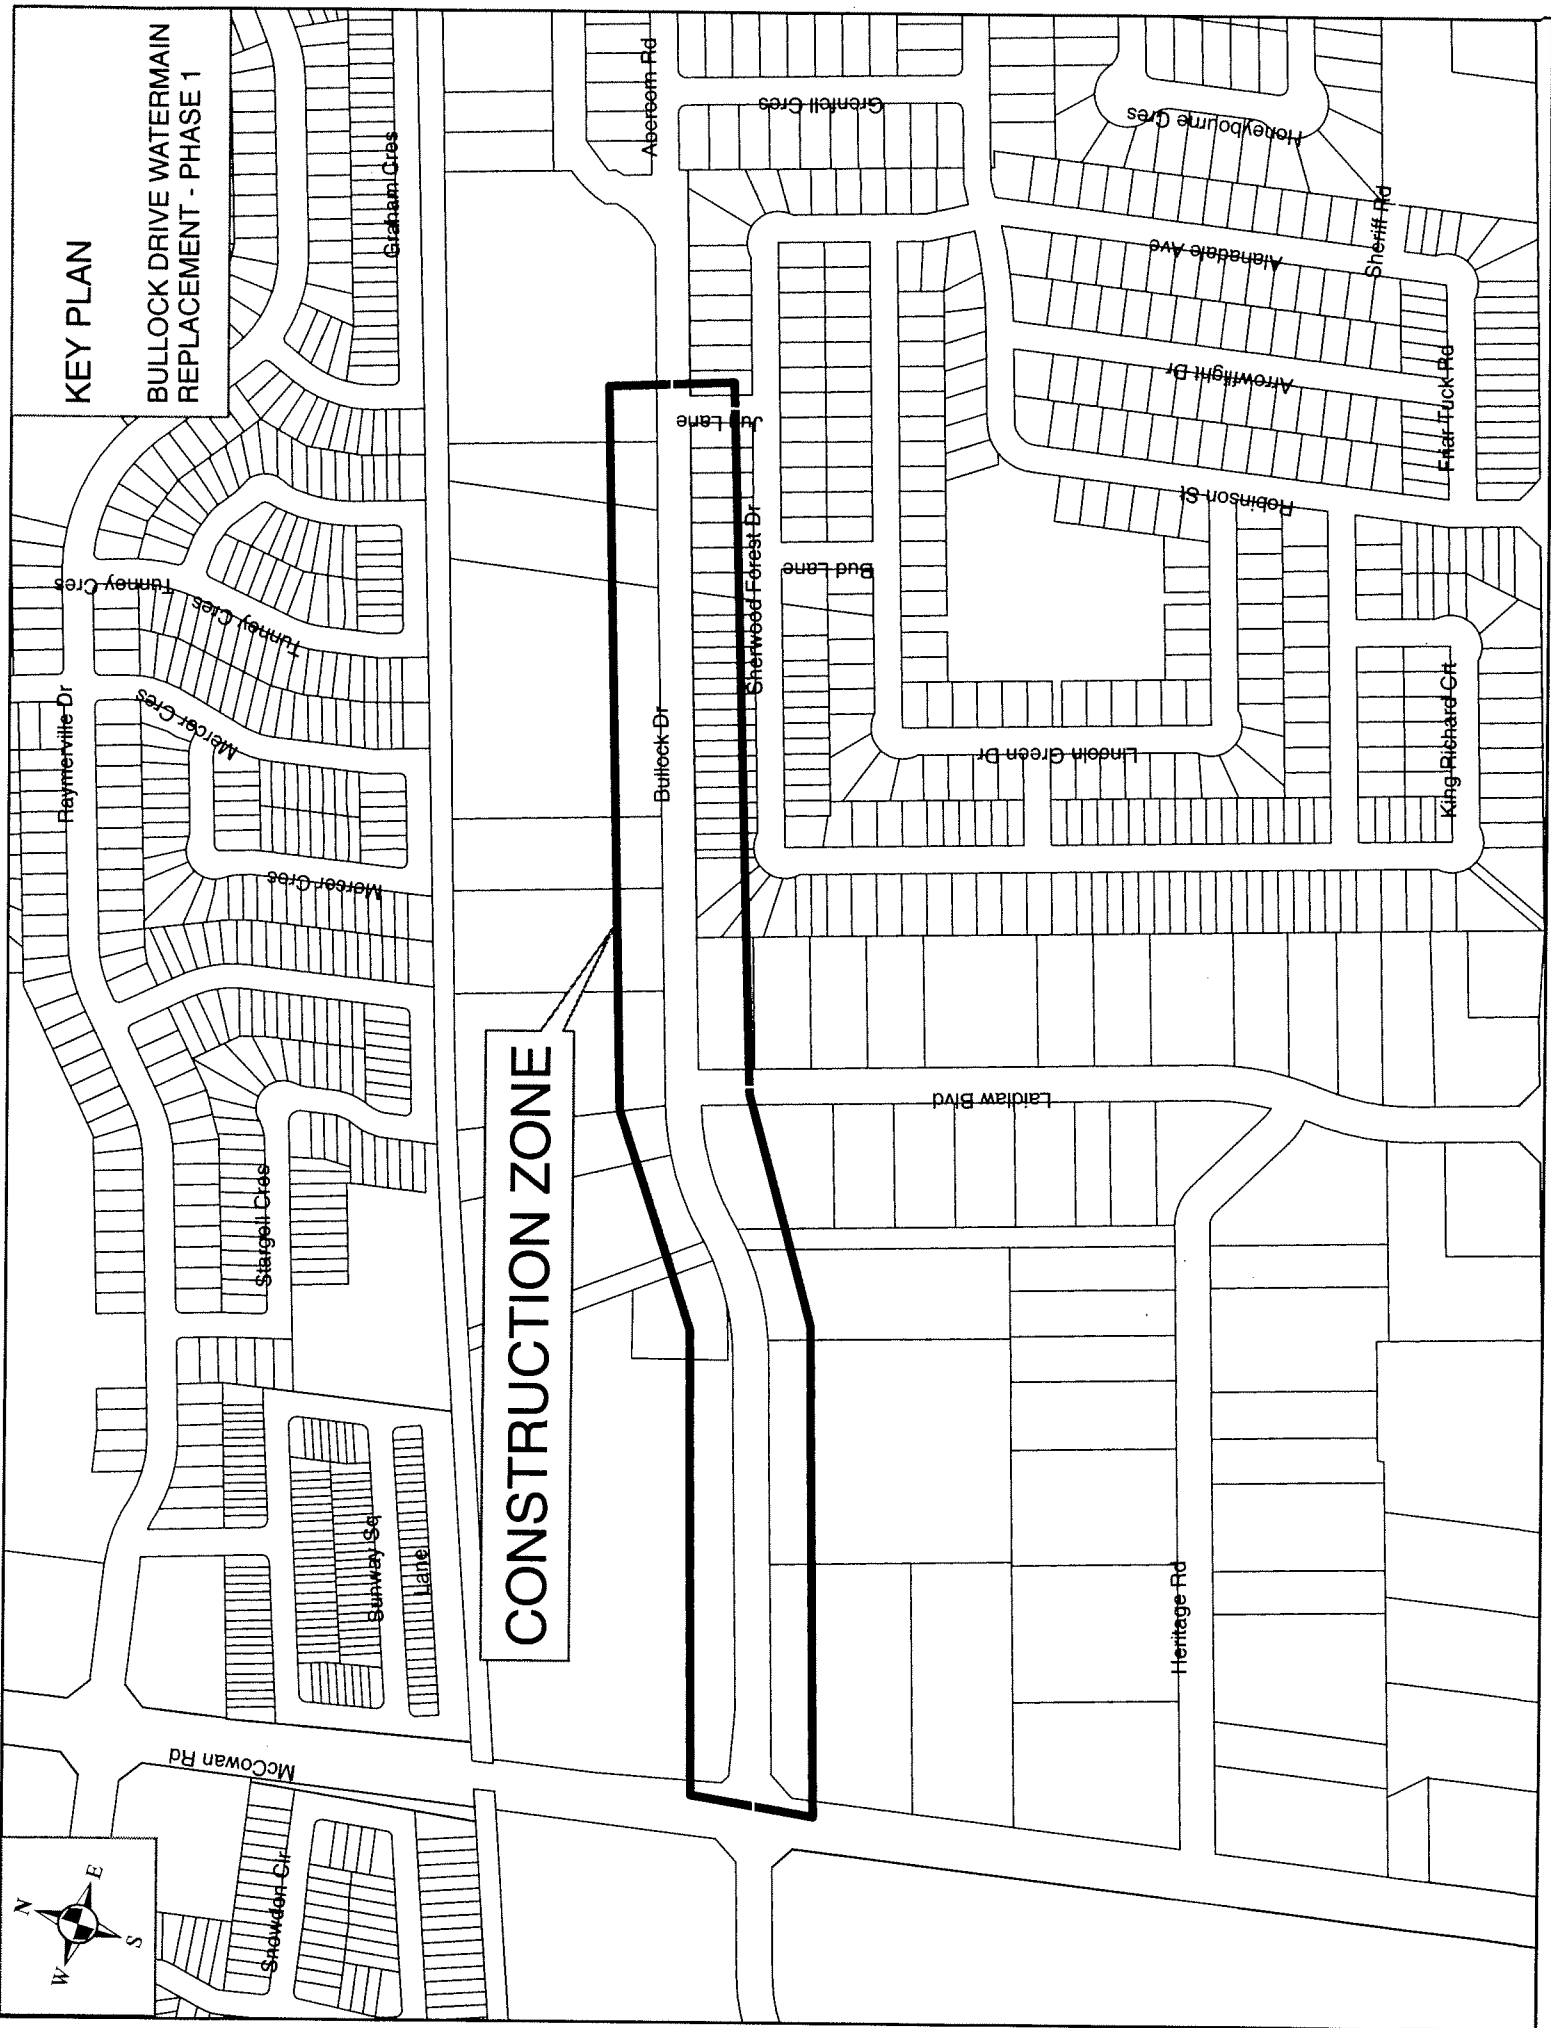 KEY PLAN
BULLOCK DRIVE WATERMAIN
REPLACEMENT - PHASE 1
CONSTRUCTION ZONE
N
E
S
W
Snowdon Cir
McCowan Rd
Sunway Sq
Lane
Stargell Cres
Raymerville Dr
Mercer Cres
Mercer Cres
Tunney Cres
Tunney Cres
Graham Cres
Bullock Dr
Abercorn Rd
Grenfell Cres
Honeybourne Cres
Lane
Sherwood Forest Dr
Bud Lane
Lincoln Green Dr
Laidlaw Blvd
Heritage Rd
King Richard Crt
Robinson St
Arrowflight Dr
Alanadale Ave
Sheriff Rd
Friar Tuck Rd